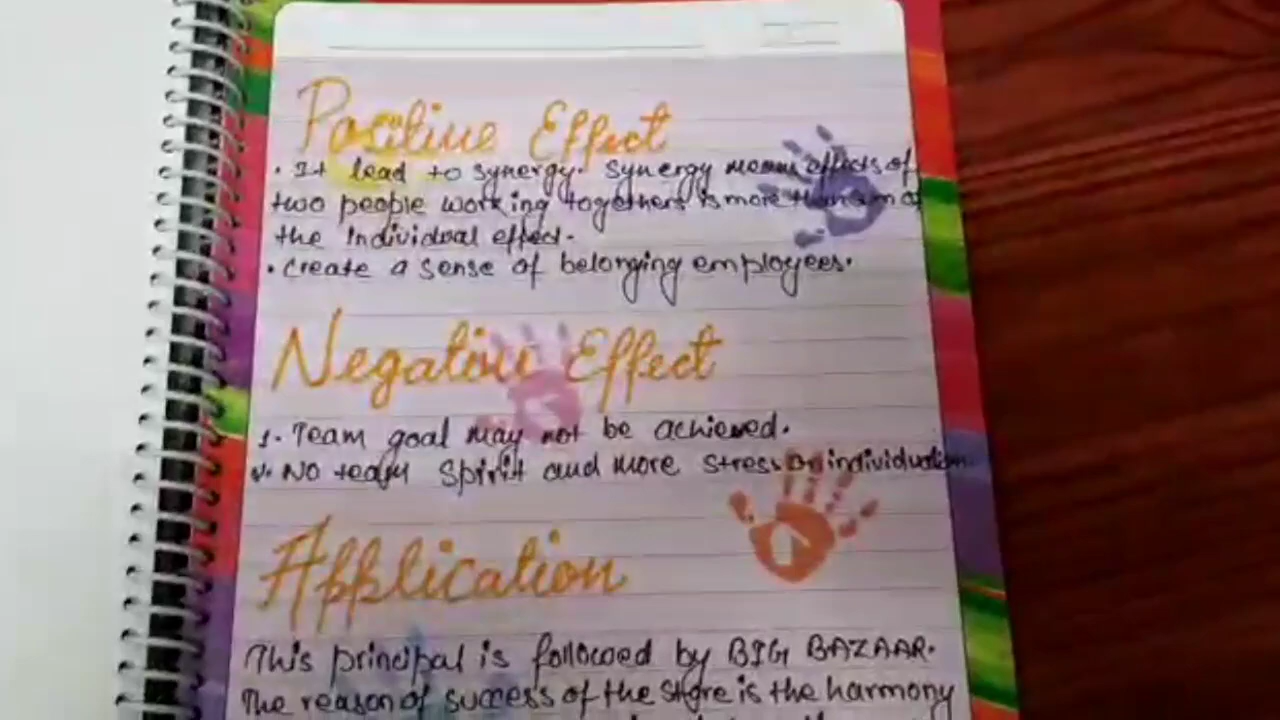 Positive Effect
• It lead to synergy. Synergy means effects of
two people working togethers is more than of
the individual effect.
• Create a sense of belonging employees.
Negative Effect
1. Team goal may not be achieved.
2. No team spirit and more stress on
Application
This principal is followed by BIG BAZAAR.
The reason of success of the store is the harmony